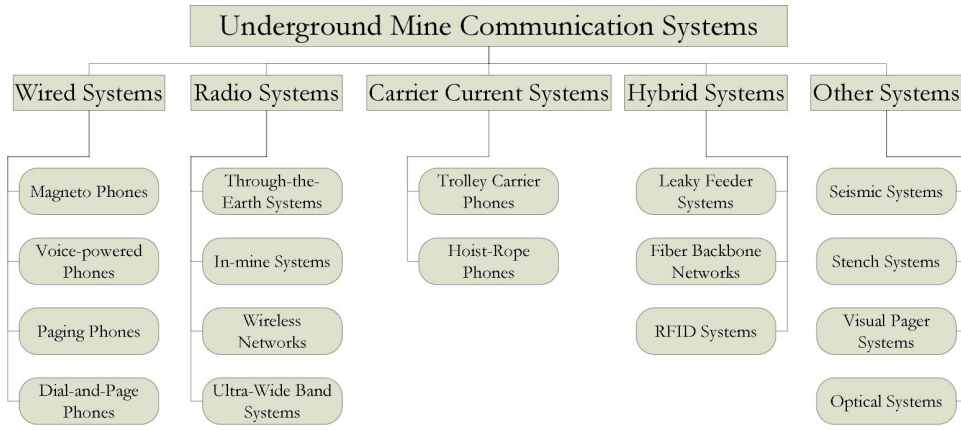 Underground Mine Communication Systems
Wired Systems
Radio Systems
Carrier Current Systems
Hybrid Systems
Other Systems
Magneto Phones
Voice-powered
Phones
Paging Phones
Dial-and-Page
Phones
Through-the-
Earth Systems
In-mine Systems
Wireless
Networks
Ultra-Wide Band
Systems
Trolley Carrier
Phones
Hoist-Rope
Phones
Leaky Feeder
Systems
Fiber Backbone
Networks
RFID Systems
Seismic Systems
Stench Systems
Visual Pager
Systems
Optical Systems